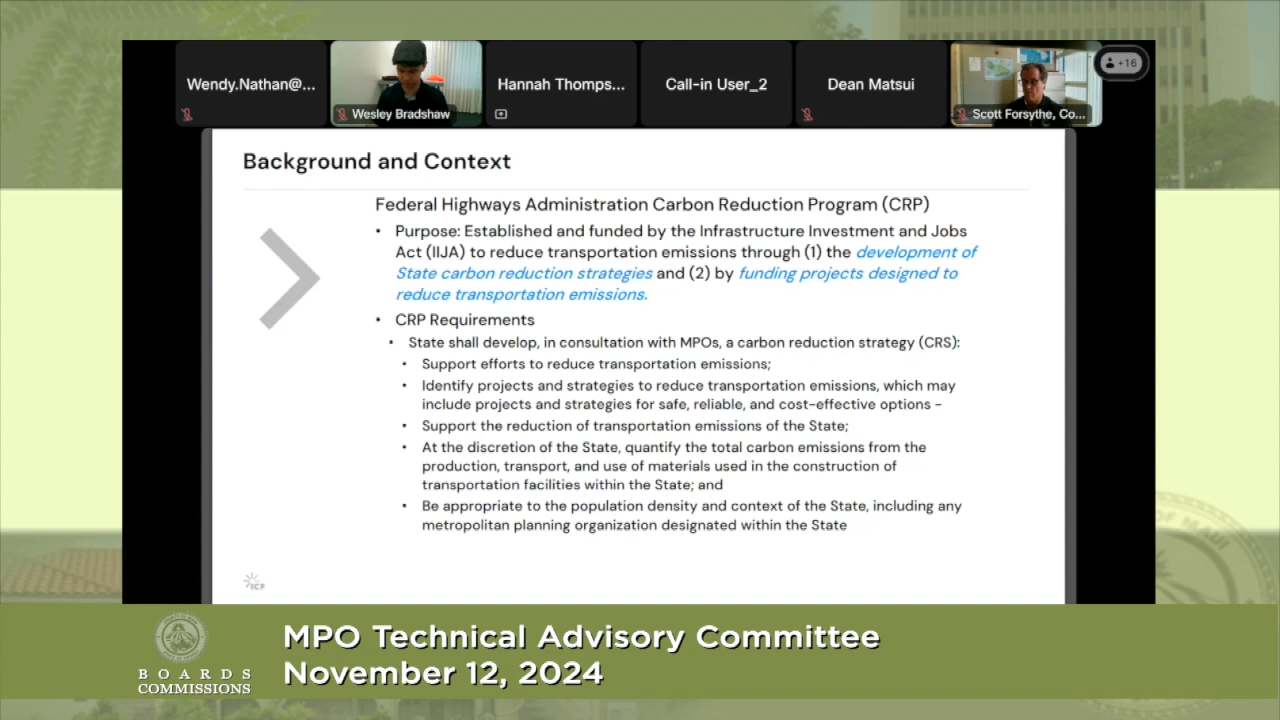 Wendy.Nathan@...
Wesley Bradshaw
Hannah Thomps...
Call-in User_2
Dean Matsui
Scott Forsythe, Co...
+16
Background and Context
Federal Highways Administration Carbon Reduction Program (CRP)
• Purpose: Established and funded by the Infrastructure Investment and Jobs
Act (IIJA) to reduce transportation emissions through (1) the development of
State carbon reduction strategies and (2) by funding projects designed to
reduce transportation emissions.
• CRP Requirements
• State shall develop, in consultation with MPOs, a carbon reduction strategy (CRS):
• Support efforts to reduce transportation emissions;
• Identify projects and strategies to reduce transportation emissions, which may
include projects and strategies for safe, reliable, and cost-effective options -
• Support the reduction of transportation emissions of the State;
• At the discretion of the State, quantify the total carbon emissions from the
production, transport, and use of materials used in the construction of
transportation facilities within the State; and
• Be appropriate to the population density and context of the State, including any
metropolitan planning organization designated within the State
ICF
BOARDS
COMMISSIONS
MPO Technical Advisory Committee
November 12, 2024